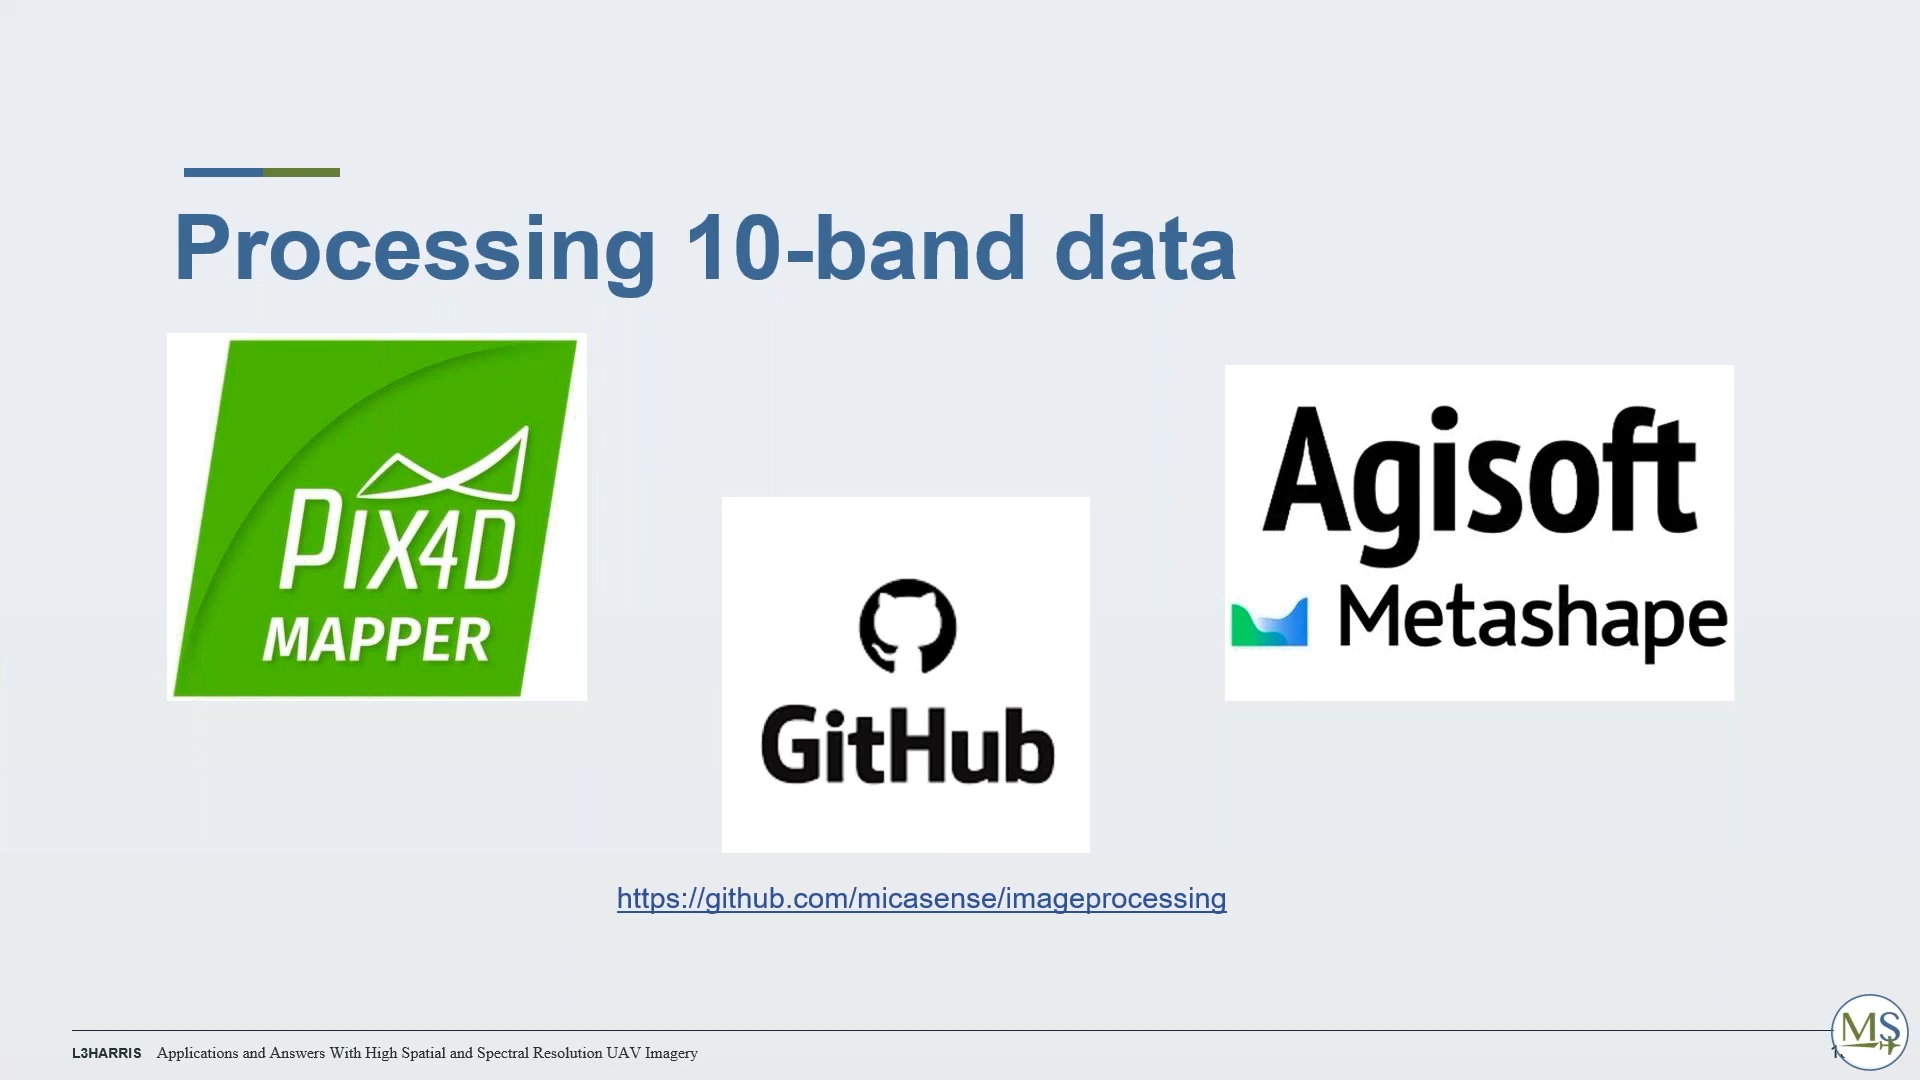 Processing 10-band data
PIX4D
MAPPER
Agisoft
Metashape
GitHub
https://github.com/micasense/imageprocessing
L3HARRIS Applications and Answers With High Spatial and Spectral Resolution UAV Imagery
MS